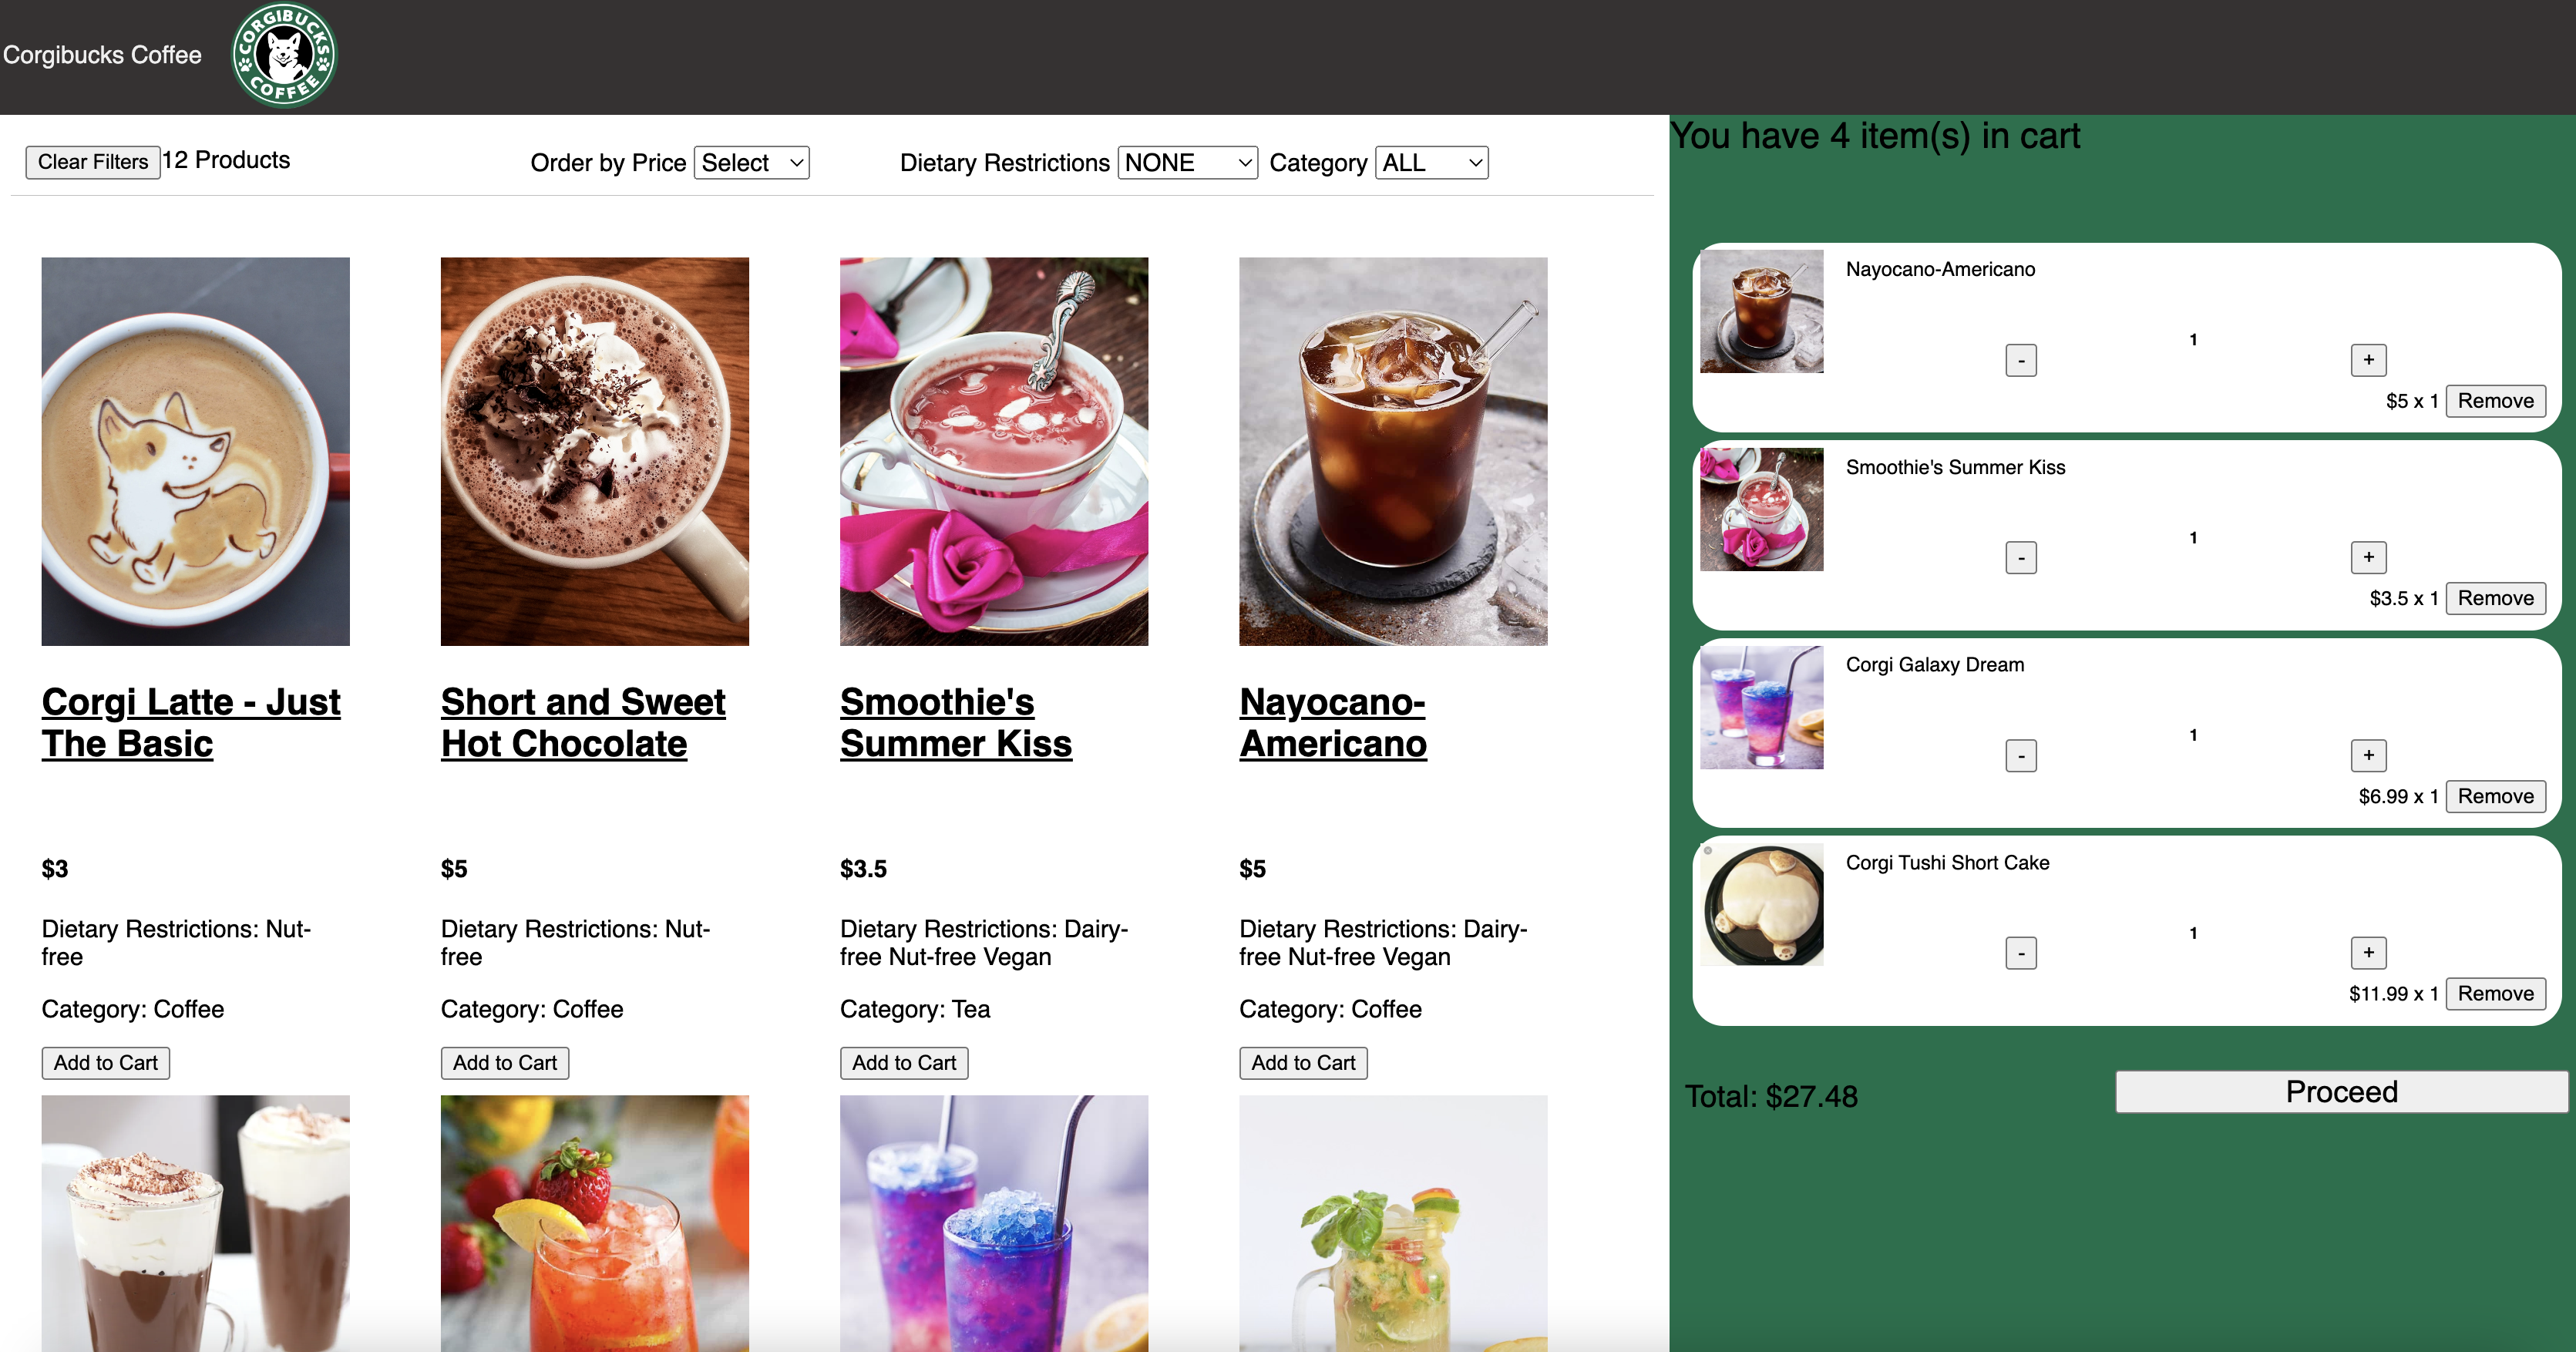 Corgibucks Coffee
CORGIBUCKS
COFFEE
Clear Filters 12 Products Order by Price Select Dietary Restrictions NONE Category ALL
Corgi Latte - Just
The Basic
$3
Dietary Restrictions: Nut-
free
Category: Coffee
Add to Cart
Short and Sweet
Hot Chocolate
$5
Dietary Restrictions: Nut-
free
Category: Coffee
Add to Cart
Smoothie's
Summer Kiss
$3.5
Dietary Restrictions: Dairy-
free Nut-free Vegan
Category: Tea
Add to Cart
Nayocano-
Americano
$5
Dietary Restrictions: Dairy-
free Nut-free Vegan
Category: Coffee
Add to Cart
You have 4 item(s) in cart
Nayocano-Americano
- 1 +
$5 x 1 Remove
Smoothie's Summer Kiss
- 1 +
$3.5 x 1 Remove
Corgi Galaxy Dream
- 1 +
$6.99 x 1 Remove
Corgi Tushi Short Cake
- 1 +
$11.99 x 1 Remove
Total: $27.48 Proceed